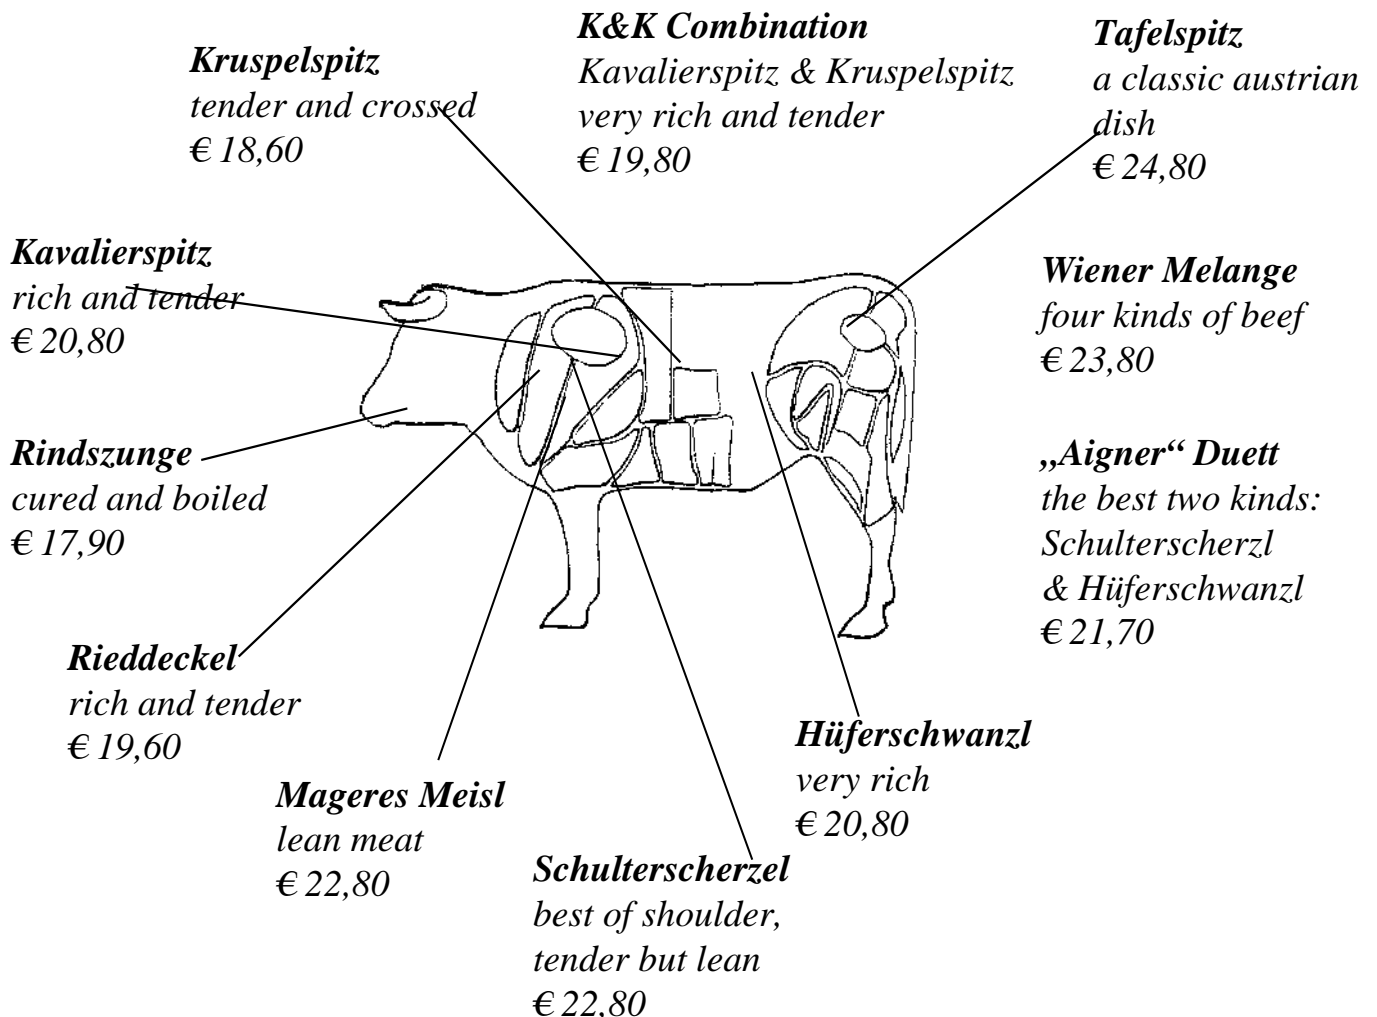 Kruspelspitz
tender and crossed
€ 18,60
K&K Combination
Kavalierspitz & Kruspelspitz
very rich and tender
€ 19,80
Tafelspitz
a classic austrian
dish
€ 24,80
Kavalierspitz
rich and tender
€ 20,80
Wiener Melange
four kinds of beef
€ 23,80
Rindszunge
cured and boiled
€ 17,90
„Aigner“ Duett
the best two kinds:
Schulterscherzl
& Hüferschwanzl
€ 21,70
Rieddeckel
rich and tender
€ 19,60
Mageres Meisl
lean meat
€ 22,80
Schulterscherzel
best of shoulder,
tender but lean
€ 22,80
Hüferschwanzl
very rich
€ 20,80